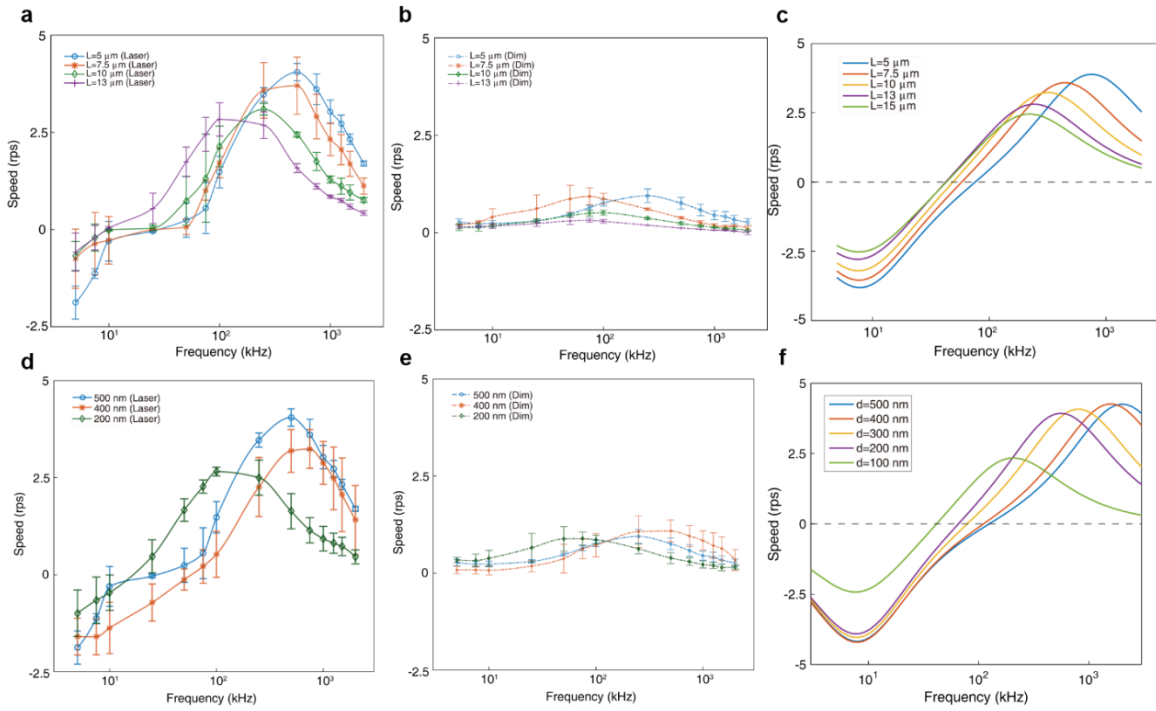 a
5
2.5
0
-2.5
Speed (rps)
L=5 μm (Laser)
L=7.5 μm (Laser)
L=10 μm (Laser)
L=13 μm (Laser)
10¹
10²
10³
Frequency (kHz)
b
5
2.5
0
-2.5
Speed (rps)
L=5 μm (Dim)
L=7.5 μm (Dim)
L=10 μm (Dim)
L=13 μm (Dim)
10¹
10²
10³
Frequency (kHz)
c
5
2.5
0
-2.5
-5
Speed (rps)
L=5 μm
L=7.5 μm
L=10 μm
L=13 μm
L=15 μm
10¹
10²
10³
Frequency (kHz)
d
5
2.5
0
-2.5
Speed (rps)
500 nm (Laser)
400 nm (Laser)
200 nm (Laser)
10¹
10²
10³
Frequency (kHz)
e
5
2.5
0
-2.5
Speed (rps)
500 nm (Dim)
400 nm (Dim)
200 nm (Dim)
10¹
10²
10³
Frequency (kHz)
f
5
2.5
0
-2.5
-5
Speed (rps)
d=500 nm
d=400 nm
d=300 nm
d=200 nm
d=100 nm
10¹
10²
10³
Frequency (kHz)